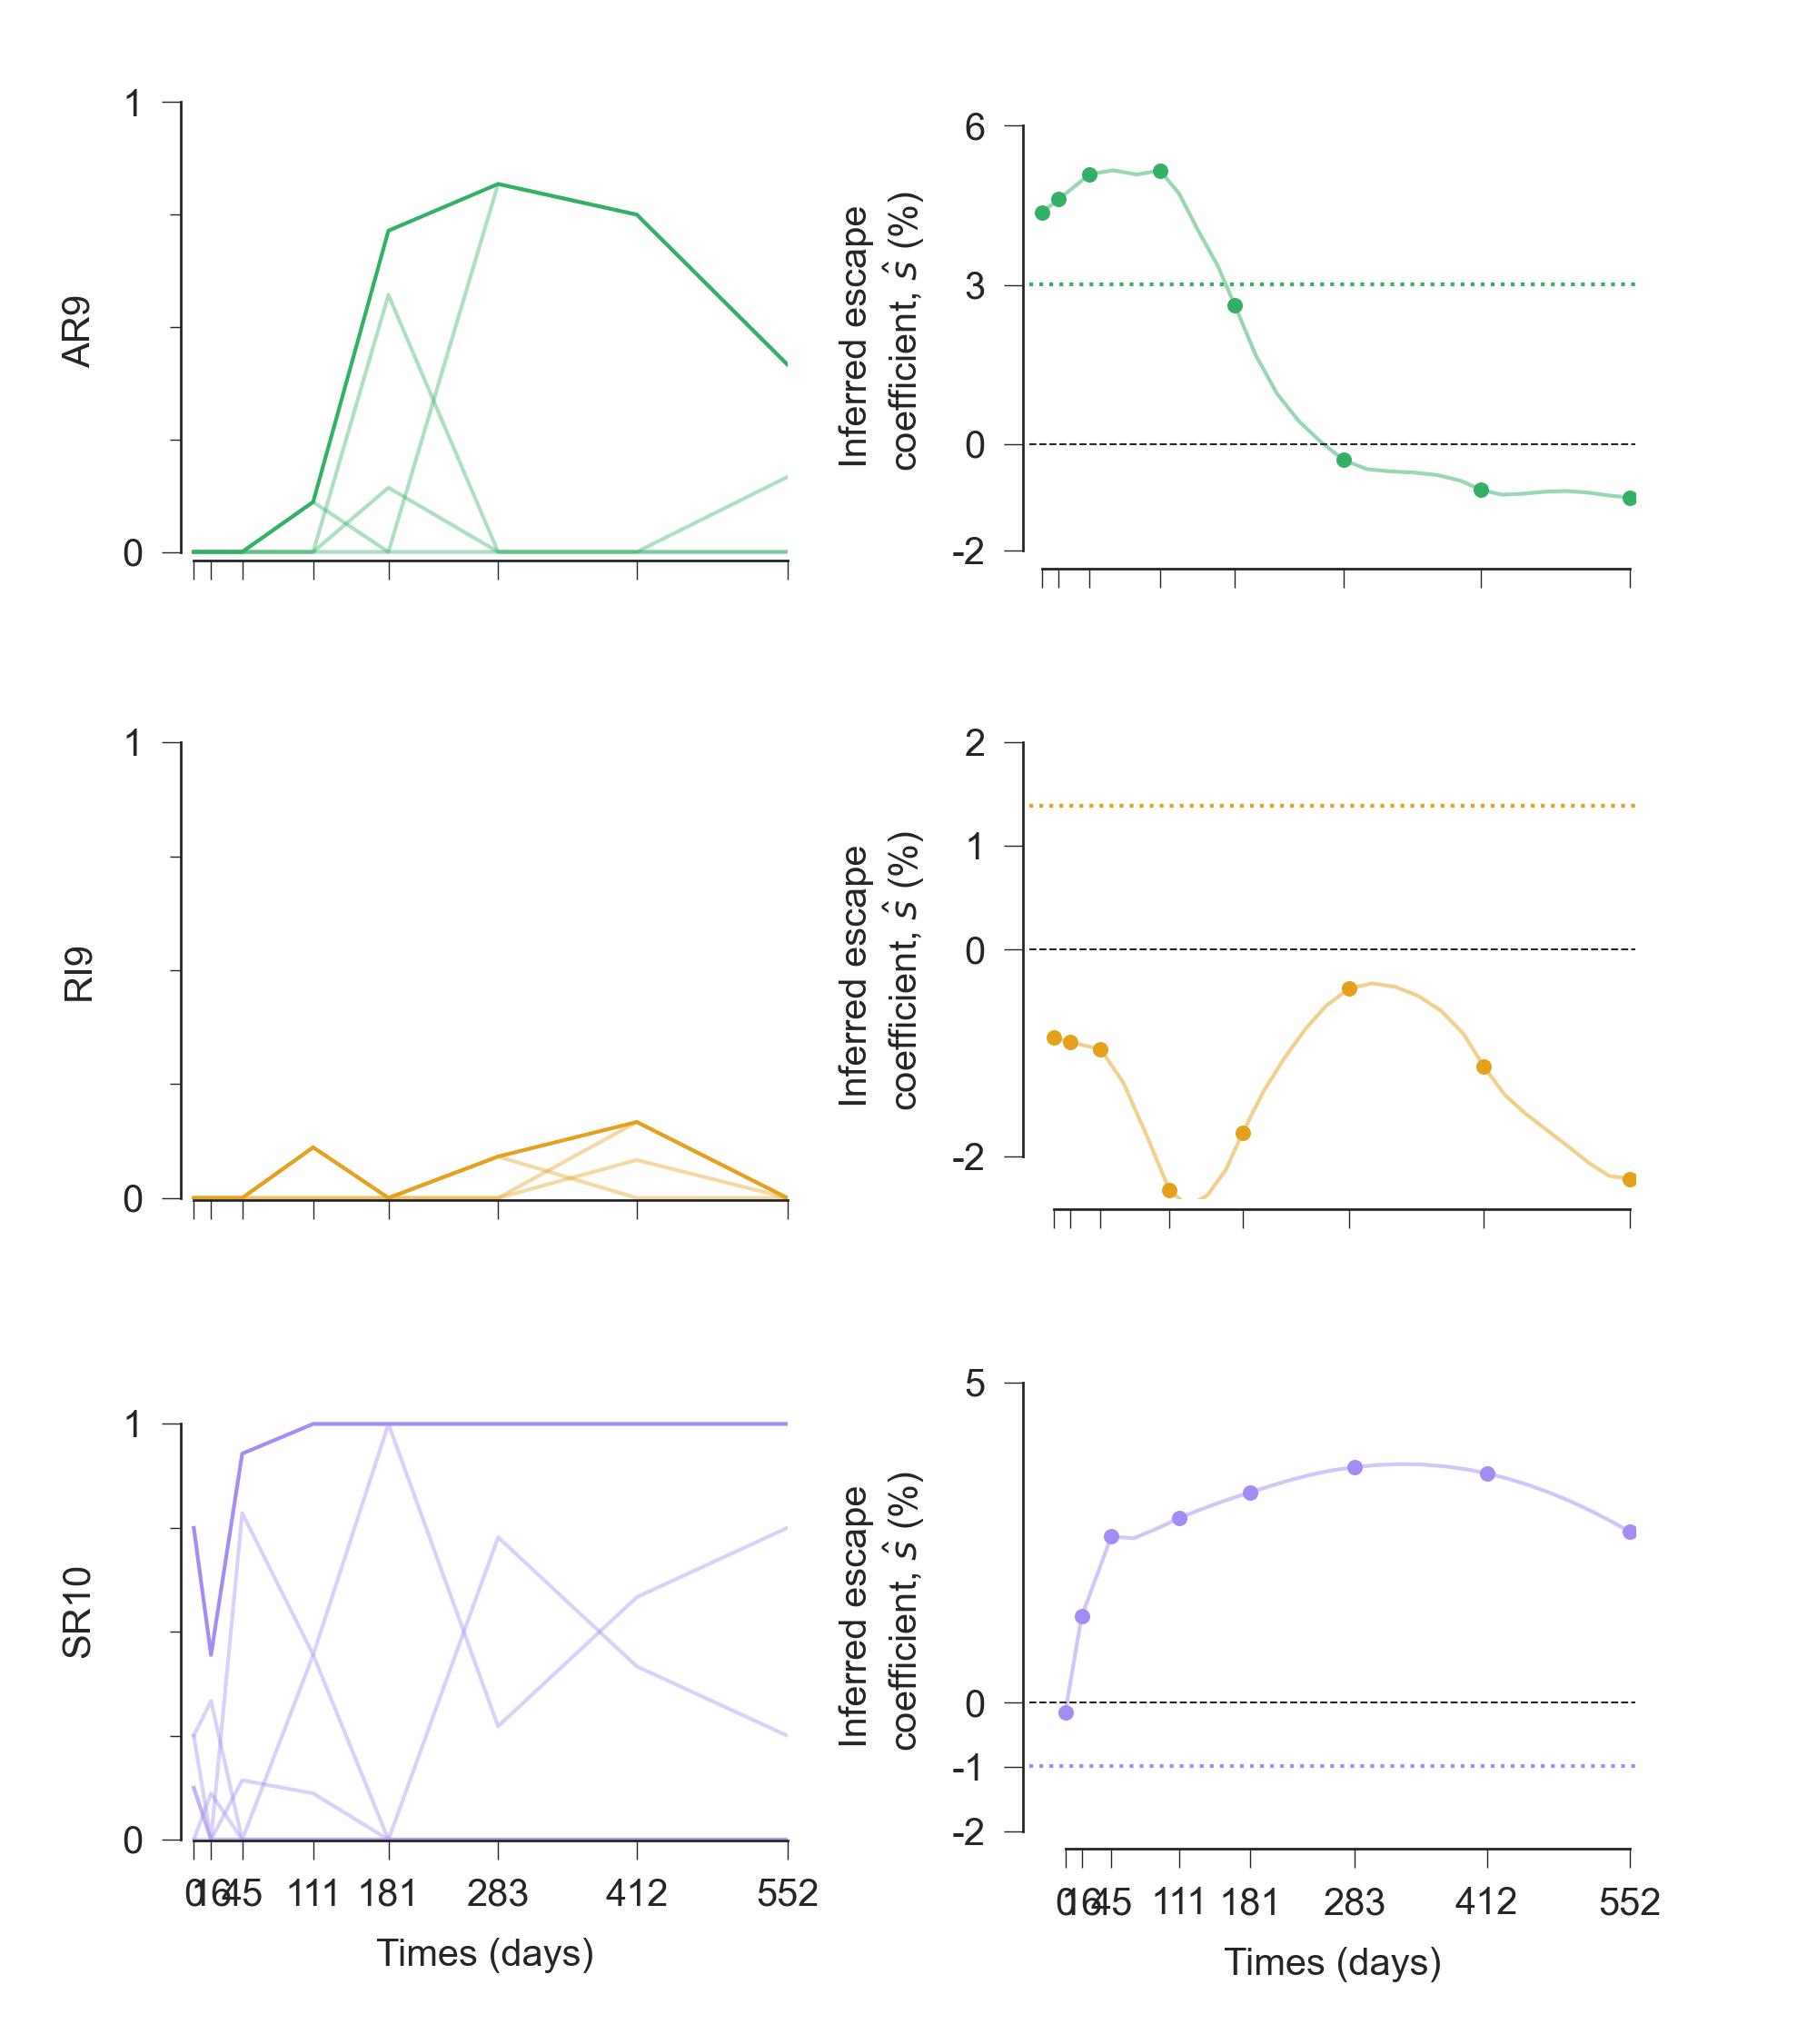 AR9
1
0
Inferred escape
coefficient, ŝ (%)
6
3
0
-2
RI9
1
0
Inferred escape
coefficient, ŝ (%)
2
1
0
-2
SR10
1
0
0 16 45 111 181 283 412 552
Times (days)
Inferred escape
coefficient, ŝ (%)
5
0
-1
-2
0 16 45 111 181 283 412 552
Times (days)